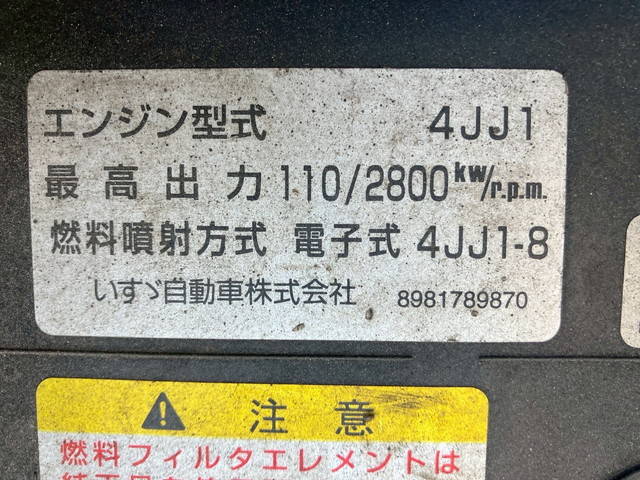 エンジン型式 4JJ1
最高出力 110/2800kW/r.p.m.
燃料噴射方式 電子式 4JJ1-8
いすゞ自動車株式会社 8981789870
注意
燃料フィルタエレメントは